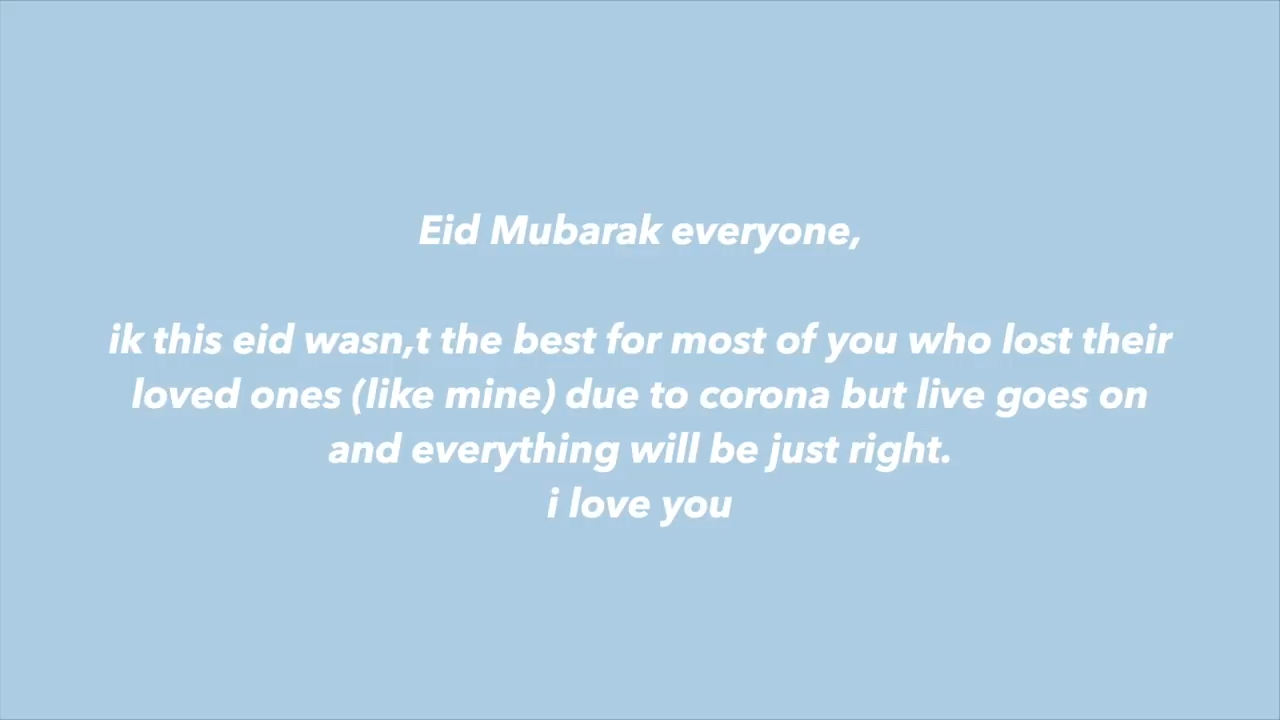 Eid Mubarak everyone,
ik this eid wasn,t the best for most of you who lost their
loved ones (like mine) due to corona but live goes on
and everything will be just right.
i love you